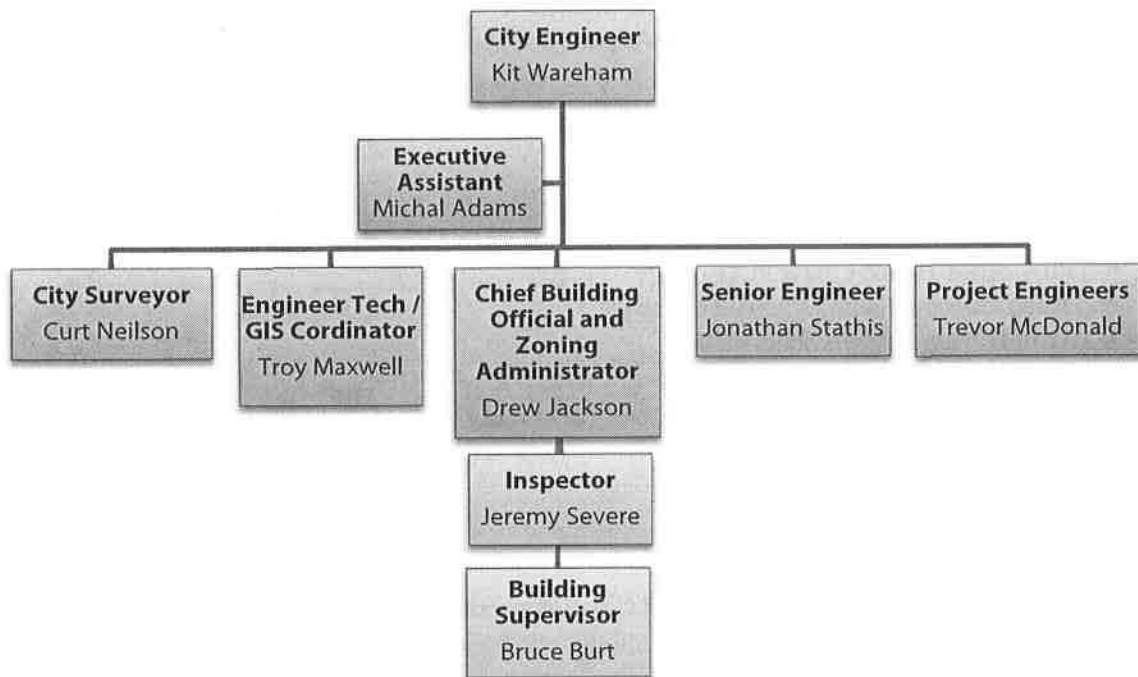 City Engineer
Kit Wareham
Executive
Assistant
Michal Adams
City Surveyor
Curt Neilson
Engineer Tech /
GIS Cordinator
Troy Maxwell
Chief Building
Official and
Zoning
Administrator
Drew Jackson
Senior Engineer
Jonathan Stathis
Project Engineers
Trevor McDonald
Inspector
Jeremy Severe
Building
Supervisor
Bruce Burt